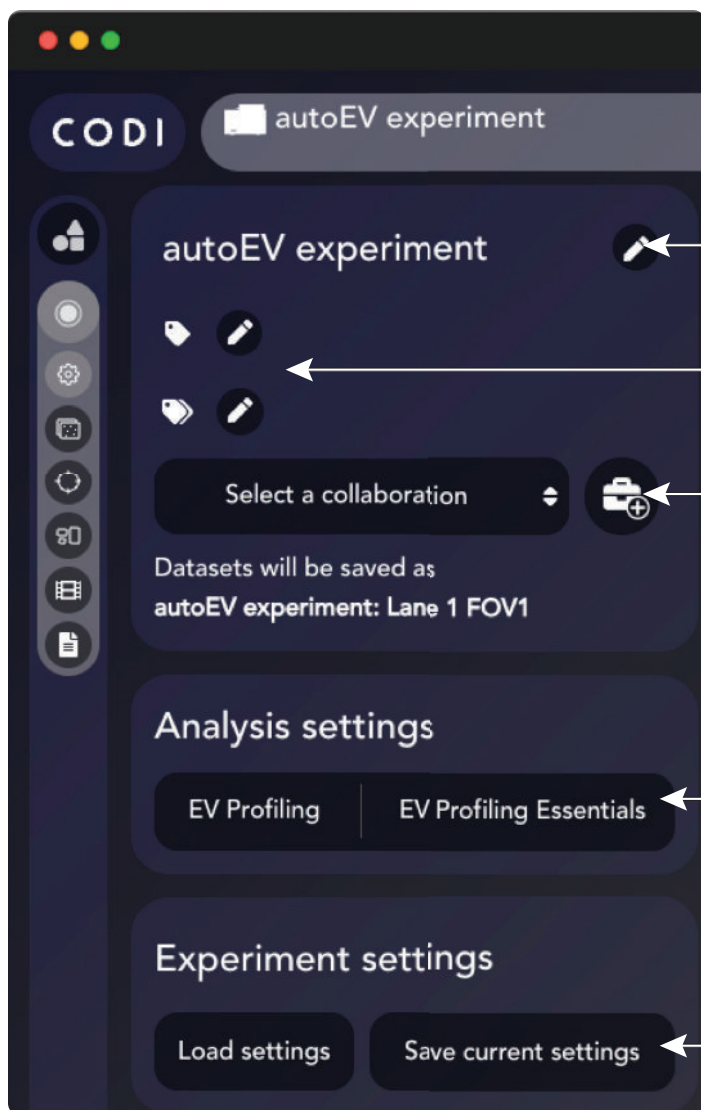 CODI
autoEV experiment
autoEV experiment
Select a collaboration
Datasets will be saved as
autoEV experiment: Lane 1 FOV1
Analysis settings
EV Profiling
EV Profiling Essentials
Experiment settings
Load settings
Save current settings